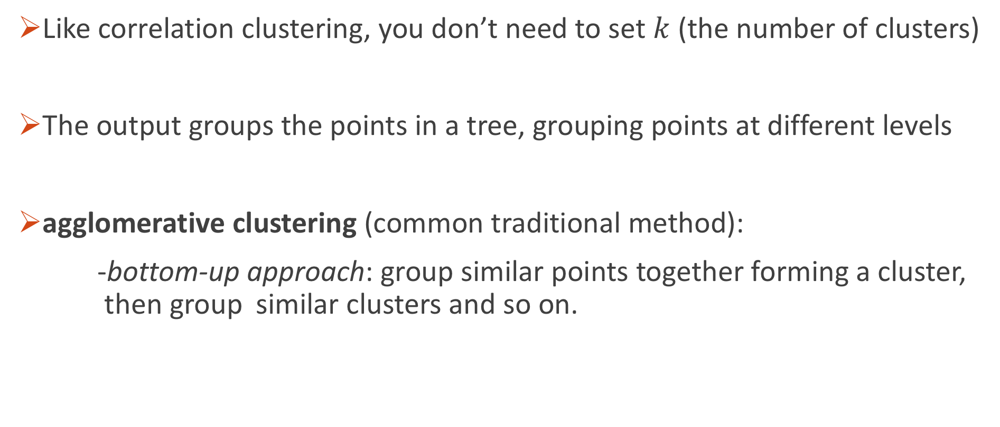 ➢Like correlation clustering, you don’t need to set k (the number of clusters)
➢The output groups the points in a tree, grouping points at different levels
➢agglomerative clustering (common traditional method):
-bottom-up approach: group similar points together forming a cluster,
then group  similar clusters and so on.